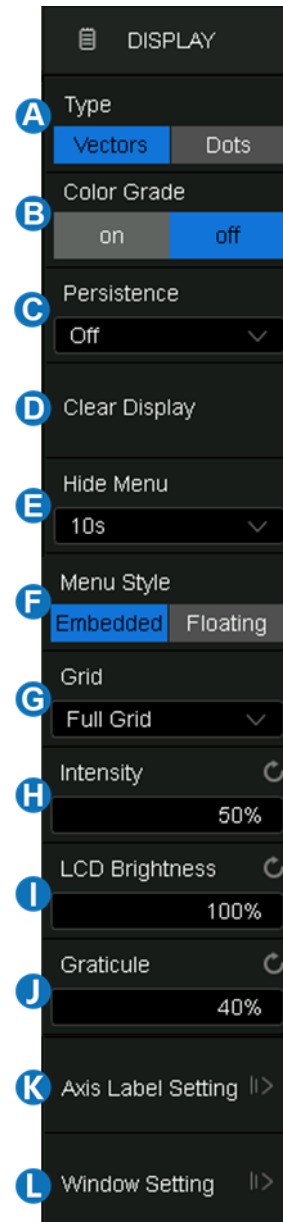 DISPLAY
A
Type
Vectors Dots
B
Color Grade
on off
C
Persistence
Off
D
Clear Display
E
Hide Menu
10s
F
Menu Style
Embedded Floating
G
Grid
Full Grid
H
Intensity
50%
I
LCD Brightness
100%
J
Graticule
40%
K
Axis Label Setting
L
Window Setting